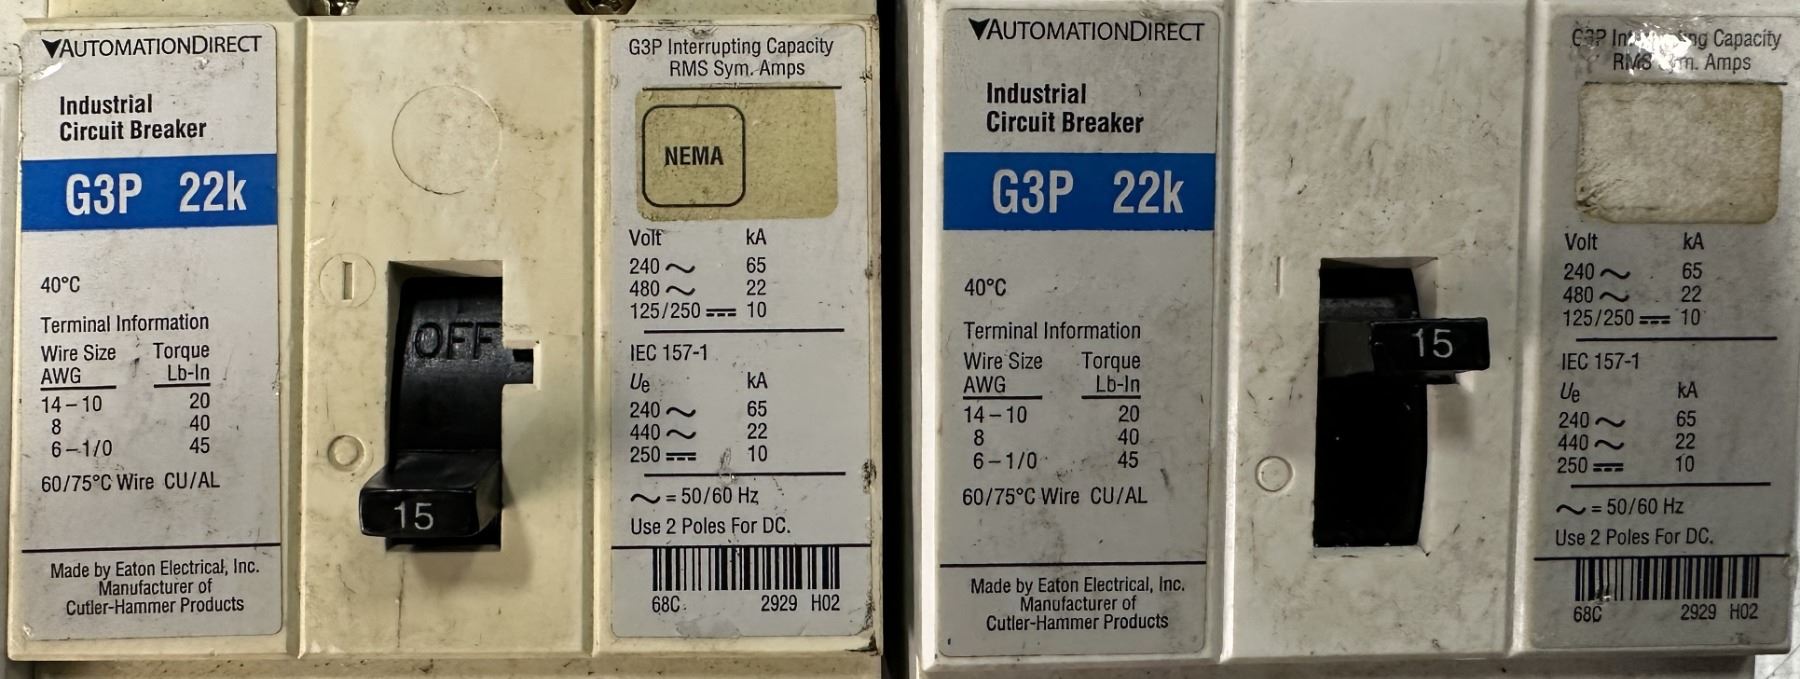 AUTOMATIONDIRECT
Industrial
Circuit Breaker
G3P 22k
40°C
Terminal Information
Wire Size Torque
AWG Lb-In
14 – 10 20
8 40
6 – 1/0 45
60/75°C Wire CU/AL
Made by Eaton Electrical, Inc.
Manufacturer of
Cutler-Hammer Products
I
OFF
O
15
G3P Interrupting Capacity
RMS Sym. Amps
NEMA
Volt kA
240 ~ 65
480 ~ 22
125/250 ⎓ 10
IEC 157-1
Ue kA
240 ~ 65
440 ~ 22
250 ⎓ 10
~ = 50/60 Hz
Use 2 Poles For DC.
68C 2929 H02
AUTOMATIONDIRECT
Industrial
Circuit Breaker
G3P 22k
40°C
Terminal Information
Wire Size Torque
AWG Lb-In
14 – 10 20
8 40
6 – 1/0 45
60/75°C Wire CU/AL
Made by Eaton Electrical, Inc.
Manufacturer of
Cutler-Hammer Products
I
15
O
G3P Capacity
RMS Amps
Volt kA
240 ~ 65
480 ~ 22
125/250 ⎓ 10
IEC 157-1
Ue kA
240 ~ 65
440 ~ 22
250 ⎓ 10
~ = 50/60 Hz
Use 2 Poles For DC.
68C 2929 H02